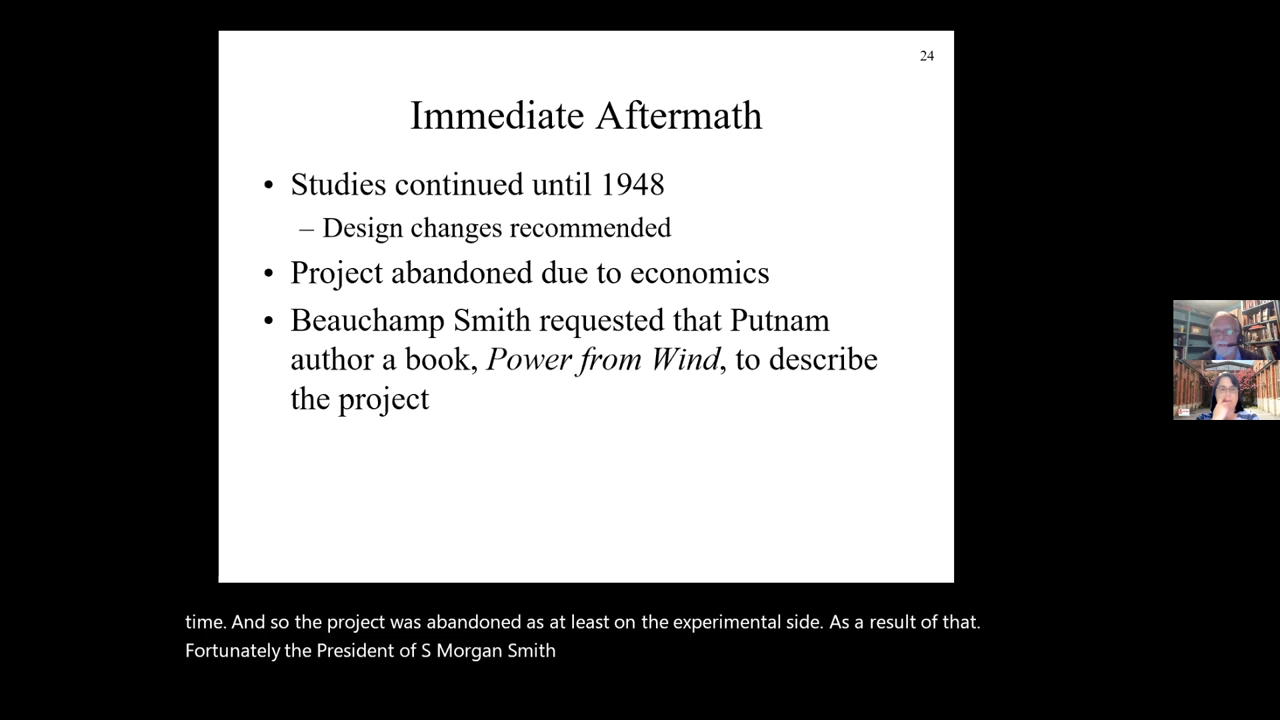 24
Immediate Aftermath
• Studies continued until 1948
– Design changes recommended
• Project abandoned due to economics
• Beauchamp Smith requested that Putnam
author a book, Power from Wind, to describe
the project
time. And so the project was abandoned as at least on the experimental side. As a result of that.
Fortunately the President of S Morgan Smith